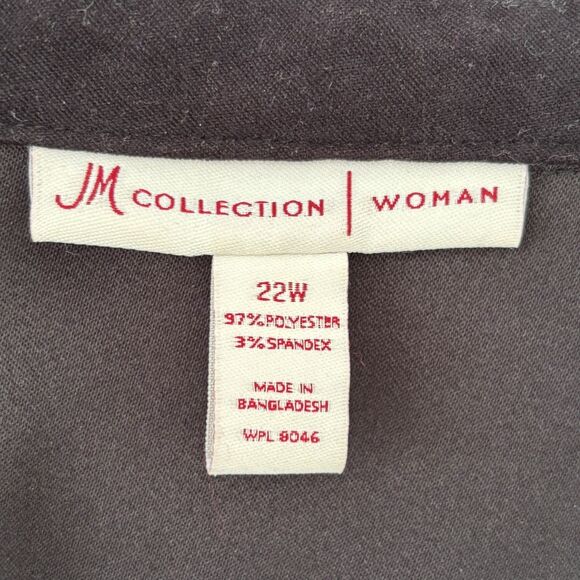 JM COLLECTION | WOMAN
22W
97% POLYESTER
3% SPANDEX
MADE IN
BANGLADESH
WPL 8046